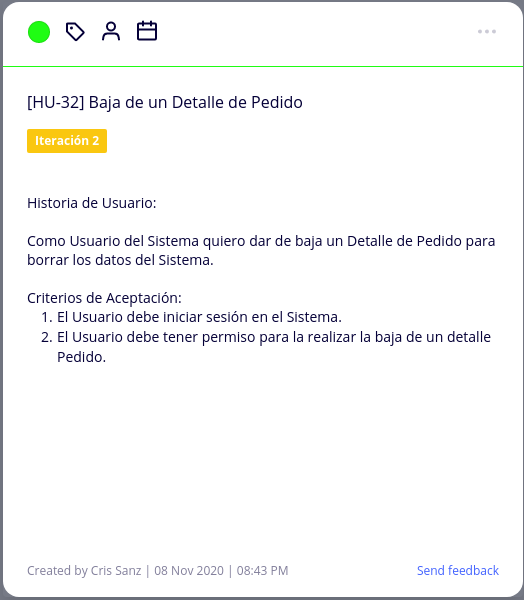 [HU-32] Baja de un Detalle de Pedido
Iteración 2
Historia de Usuario:
Como Usuario del Sistema quiero dar de baja un Detalle de Pedido para
borrar los datos del Sistema.
Criterios de Aceptación:
1. El Usuario debe iniciar sesión en el Sistema.
2. El Usuario debe tener permiso para la realizar la baja de un detalle
Pedido.
Created by Cris Sanz | 08 Nov 2020 | 08:43 PM
Send feedback